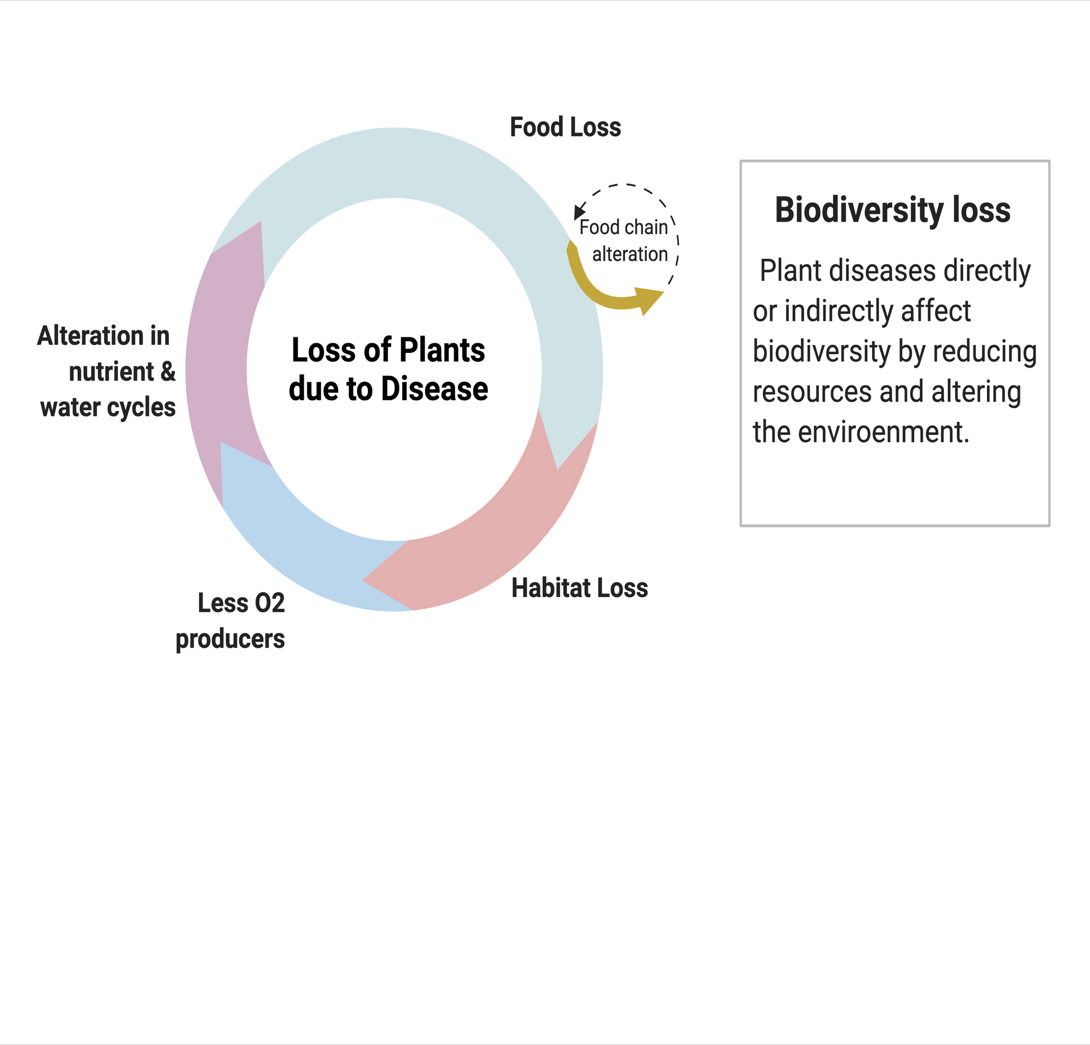 Food Loss
Food chain
alteration
Biodiversity loss
Plant diseases directly
or indirectly affect
biodiversity by reducing
resources and altering
the enviroenment.
Alteration in
nutrient &
water cycles
Loss of Plants
due to Disease
Habitat Loss
Less O2
producers